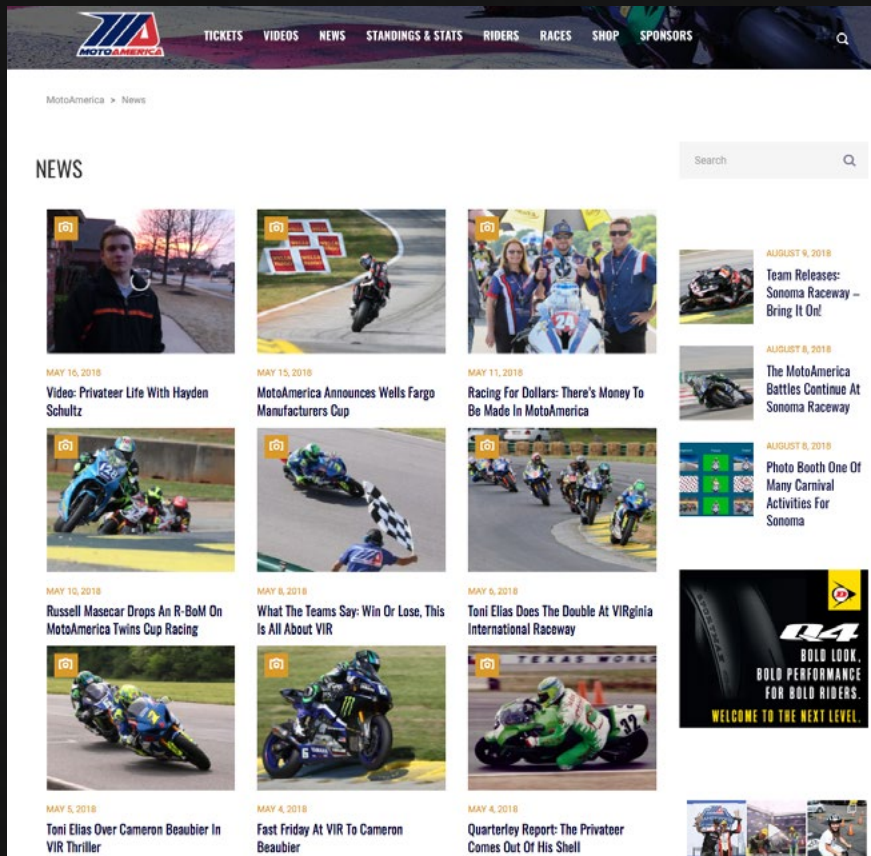 MOTOAMERICA
TICKETS VIDEOS NEWS STANDINGS & STATS RIDERS RACES SHOP SPONSORS
MotoAmerica > News
NEWS
Search
MAY 16, 2018
Video: Privateer Life With Hayden
Schultz
MAY 15, 2018
MotoAmerica Announces Wells Fargo
Manufacturers Cup
24
MAY 11, 2018
Racing For Dollars: There's Money To
Be Made In MotoAmerica
128
MAY 10, 2018
Russell Masecar Drops An R-BoM On
MotoAmerica Twins Cup Racing
MAY 8, 2018
What The Teams Say: Win Or Lose, This
Is All About VIR
MAY 6, 2018
Toni Elias Does The Double At VIRginia
International Raceway
MAY 5, 2018
Toni Elias Over Cameron Beaubier In
VIR Thriller
6
YAMAHA
MAY 4, 2018
Fast Friday At VIR To Cameron
Beaubier
TEXAS WORL
32
MAY 4, 2018
Quarterley Report: The Privateer
Comes Out Of His Shell
AUGUST 9, 2018
Team Releases:
Sonoma Raceway –
Bring It On!
AUGUST 8, 2018
The MotoAmerica
Battles Continue At
Sonoma Raceway
AUGUST 8, 2018
Photo Booth One Of
Many Carnival
Activities For
Sonoma
SPORTMAX
Q4
BOLD LOOK,
BOLD PERFORMANCE
FOR BOLD RIDERS.
WELCOME TO THE NEXT LEVEL.